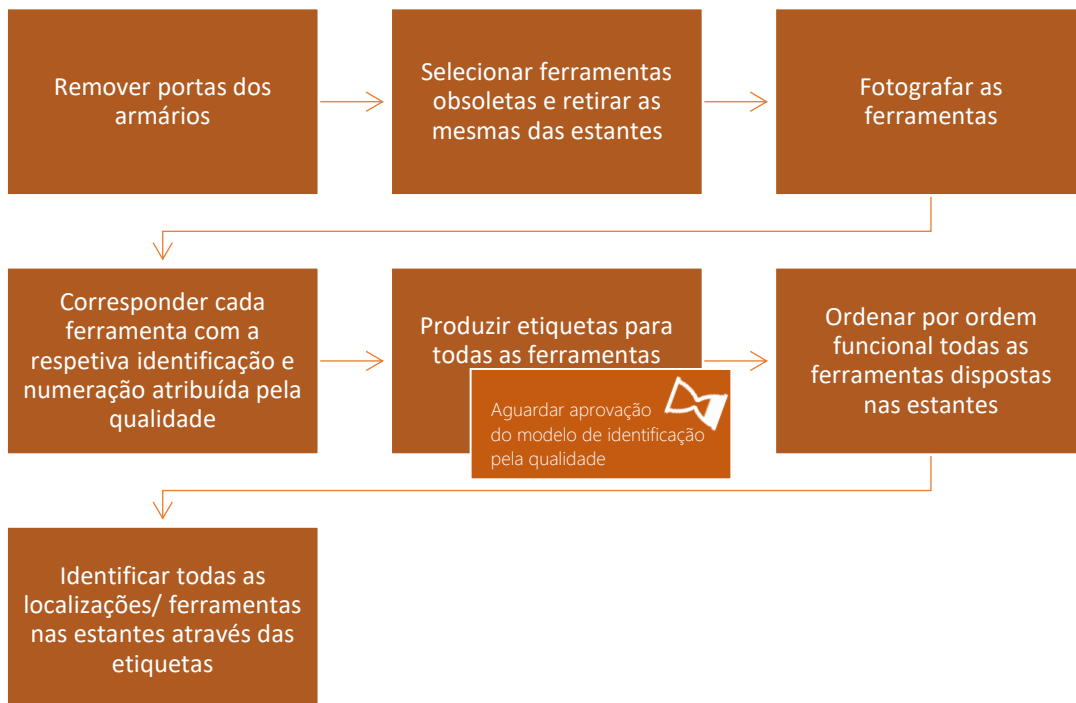 Remover portas dos
armários
Selecionar ferramentas
obsoletas e retirar as
mesmas das estantes
Fotografar as
ferramentas
Corresponder cada
ferramenta com a
respetiva identificação e
numeração atribuída pela
qualidade
Produzir etiquetas para
todas as ferramentas
Aguardar aprovação
do modelo de identificação
pela qualidade
Ordenar por ordem
funcional todas as
ferramentas dispostas
nas estantes
Identificar todas as
localizações/ ferramentas
nas estantes através das
etiquetas